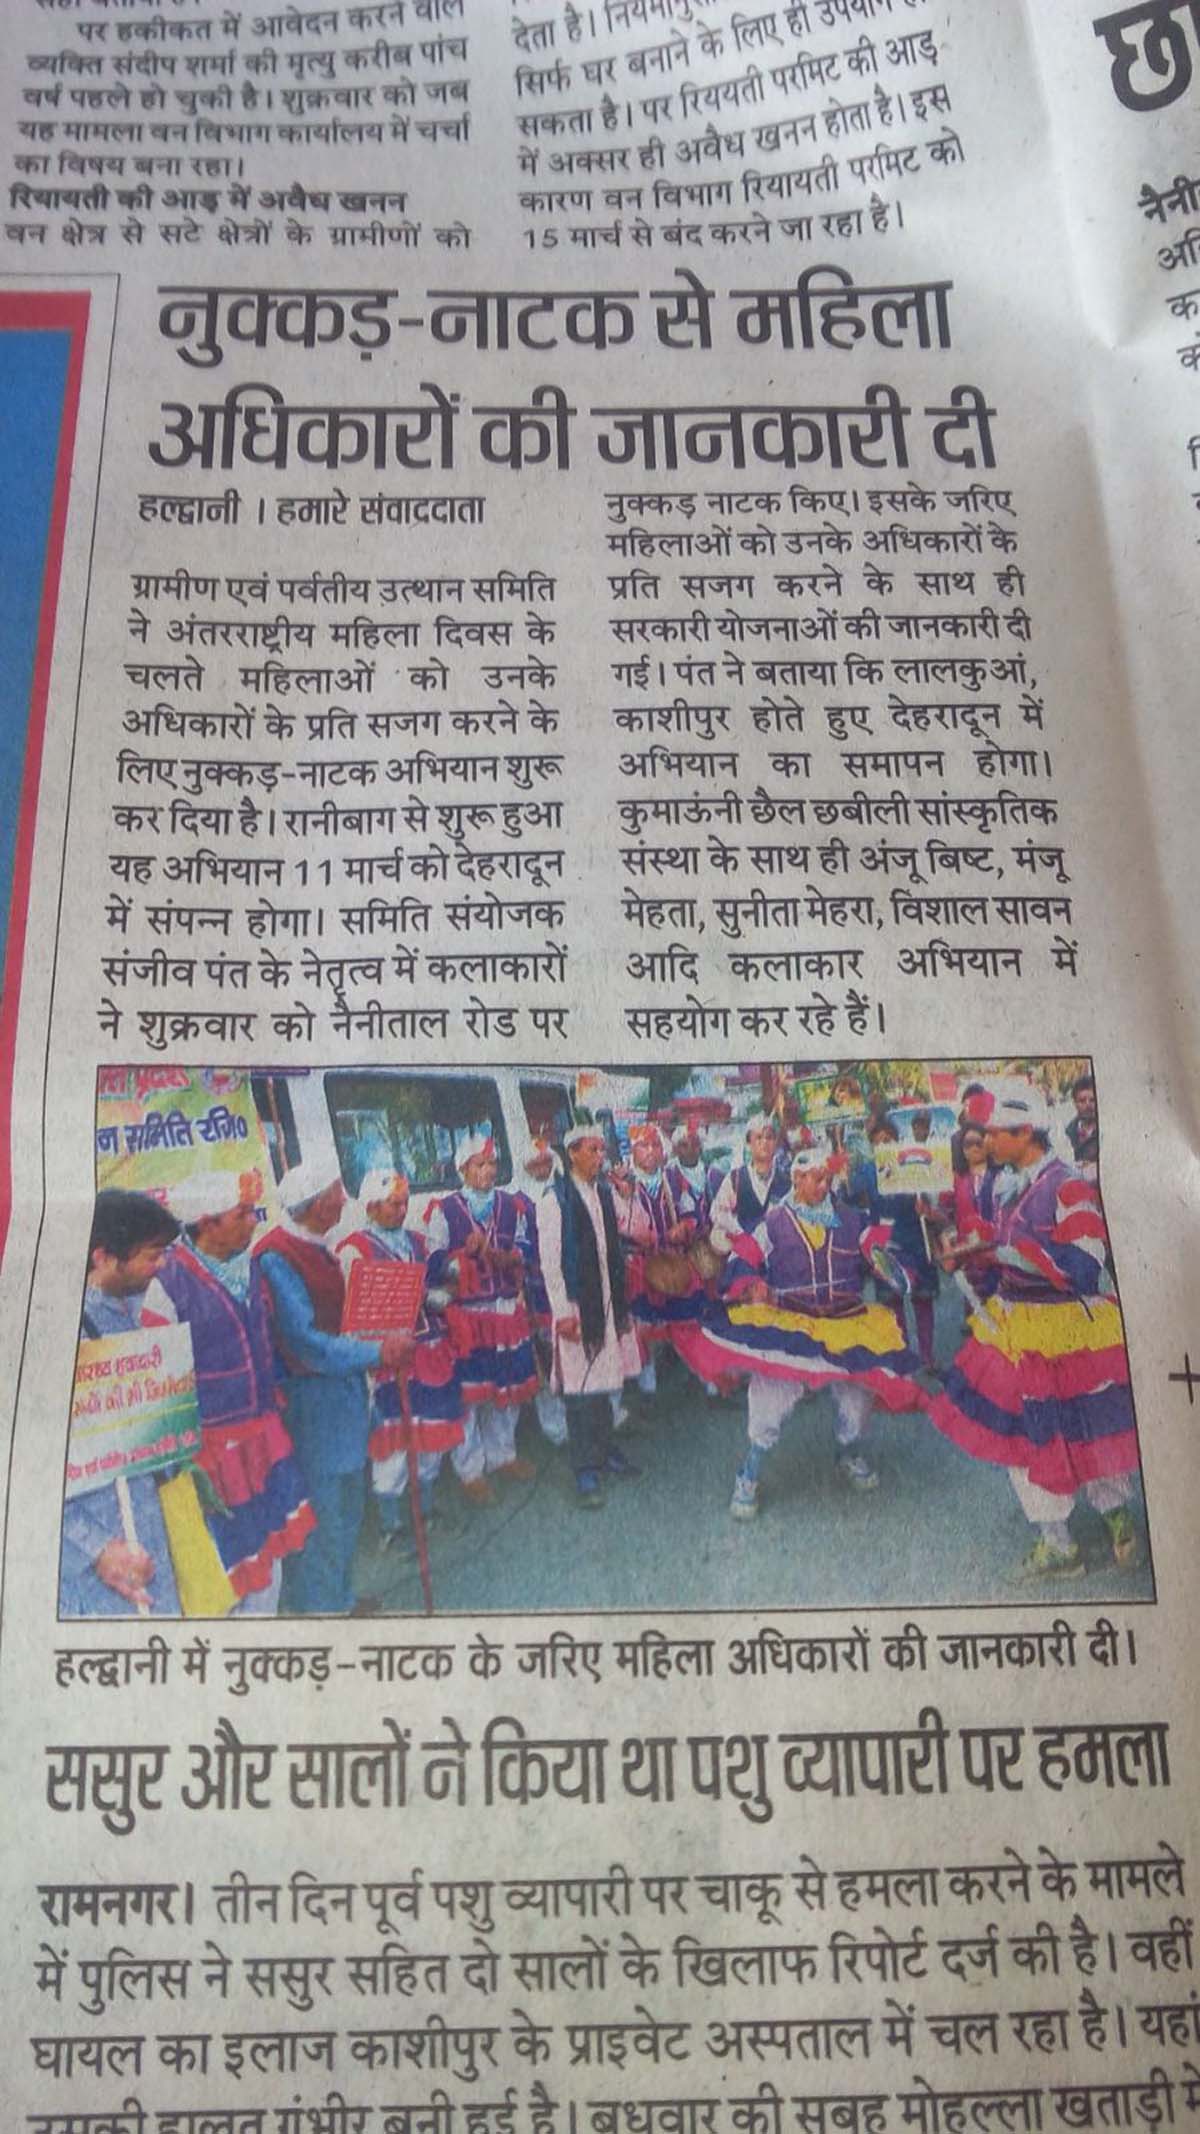 पर हकीकत में आवेदन करने वाले
व्यक्ति संदीप शर्मा की मृत्यु करीब पांच
वर्ष पहले हो चुकी है। शुक्रवार को जब
यह मामला वन विभाग कार्यालय में चर्चा
का विषय बना रहा।
रियायती की आड़ में अवैध खनन
वन क्षेत्र से सटे क्षेत्रों के ग्रामीणों को
देता है।
सिर्फ घर बनाने के लिए ही उपयोग
सकता है। पर रिययती परमिट की आड़
में अक्सर ही अवैध खनन होता है। इस
कारण वन विभाग रियायती परमिट को
15 मार्च से बंद करने जा रहा है।
नुक्कड़-नाटक से महिला
अधिकारों की जानकारी दी
हल्द्वानी । हमारे संवाददाता
ग्रामीण एवं पर्वतीय उत्थान समिति
ने अंतरराष्ट्रीय महिला दिवस के
चलते महिलाओं को उनके
अधिकारों के प्रति सजग करने के
लिए नुक्कड़-नाटक अभियान शुरू
कर दिया है। रानीबाग से शुरू हुआ
यह अभियान 11 मार्च को देहरादून
में संपन्न होगा। समिति संयोजक
संजीव पंत के नेतृत्व में कलाकारों
ने शुक्रवार को नैनीताल रोड पर
नुक्कड़ नाटक किए। इसके जरिए
महिलाओं को उनके अधिकारों के
प्रति सजग करने के साथ ही
सरकारी योजनाओं की जानकारी दी
गई। पंत ने बताया कि लालकुआं,
काशीपुर होते हुए देहरादून में
अभियान का समापन होगा।
कुमाऊंनी छैल छबीली सांस्कृतिक
संस्था के साथ ही अंजू बिष्ट, मंजू
मेहता, सुनीता मेहरा, विशाल सावन
आदि कलाकार अभियान में
सहयोग कर रहे हैं।
न समिति रजि०
हल्द्वानी में नुक्कड़-नाटक के जरिए महिला अधिकारों की जानकारी दी।
ससुर और सालों ने किया था पशु व्यापारी पर हमला
रामनगर। तीन दिन पूर्व पशु व्यापारी पर चाकू से हमला करने के मामले
में पुलिस ने ससुर सहित दो सालों के खिलाफ रिपोर्ट दर्ज की है। वहीं
घायल का इलाज काशीपुर के प्राइवेट अस्पताल में चल रहा है। यहां
उसकी हालत गंभीर बनी हुई है। बुधवार की सुबह मोहल्ला खताड़ी में